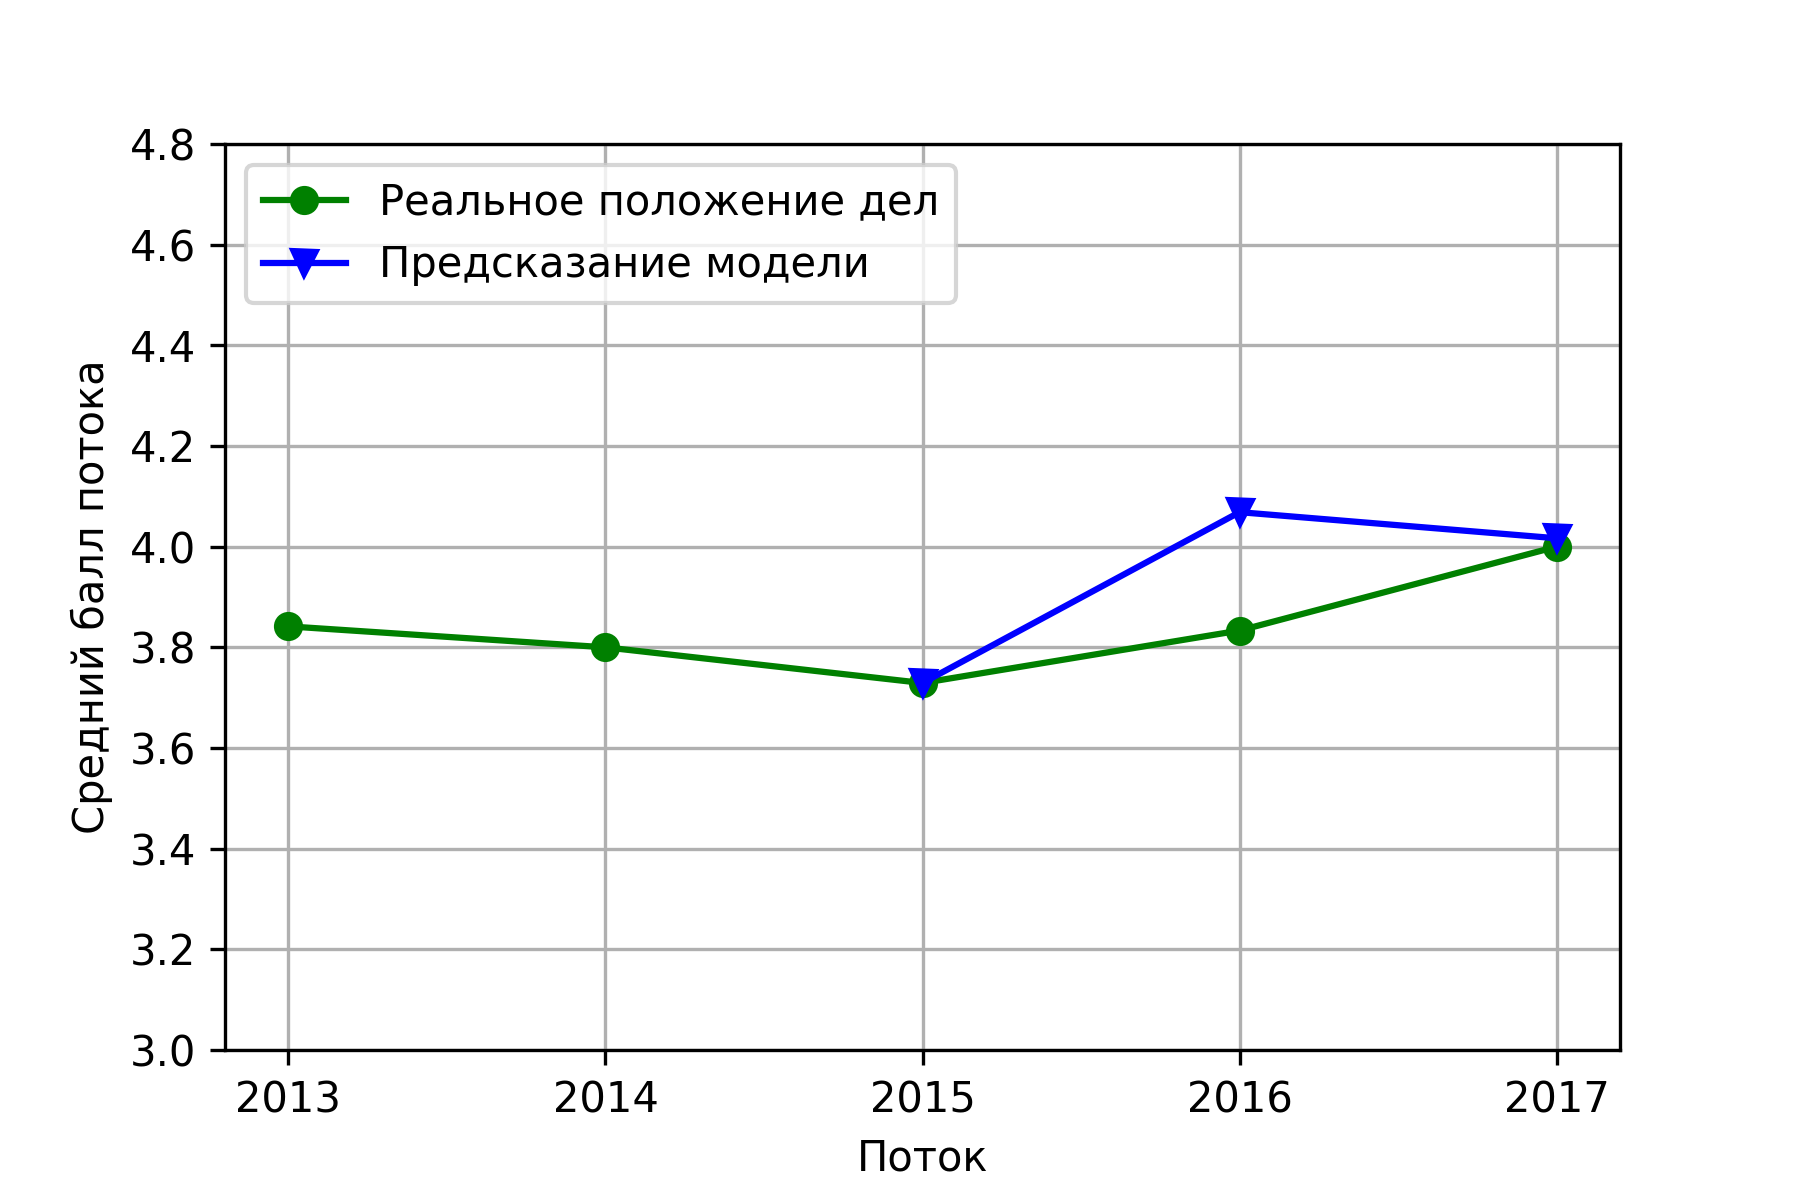 4.8
4.6
4.4
4.2
4.0
3.8
3.6
3.4
3.2
3.0
Средний балл потока
Реальное положение дел
Предсказание модели
2013 2014 2015 2016 2017
Поток